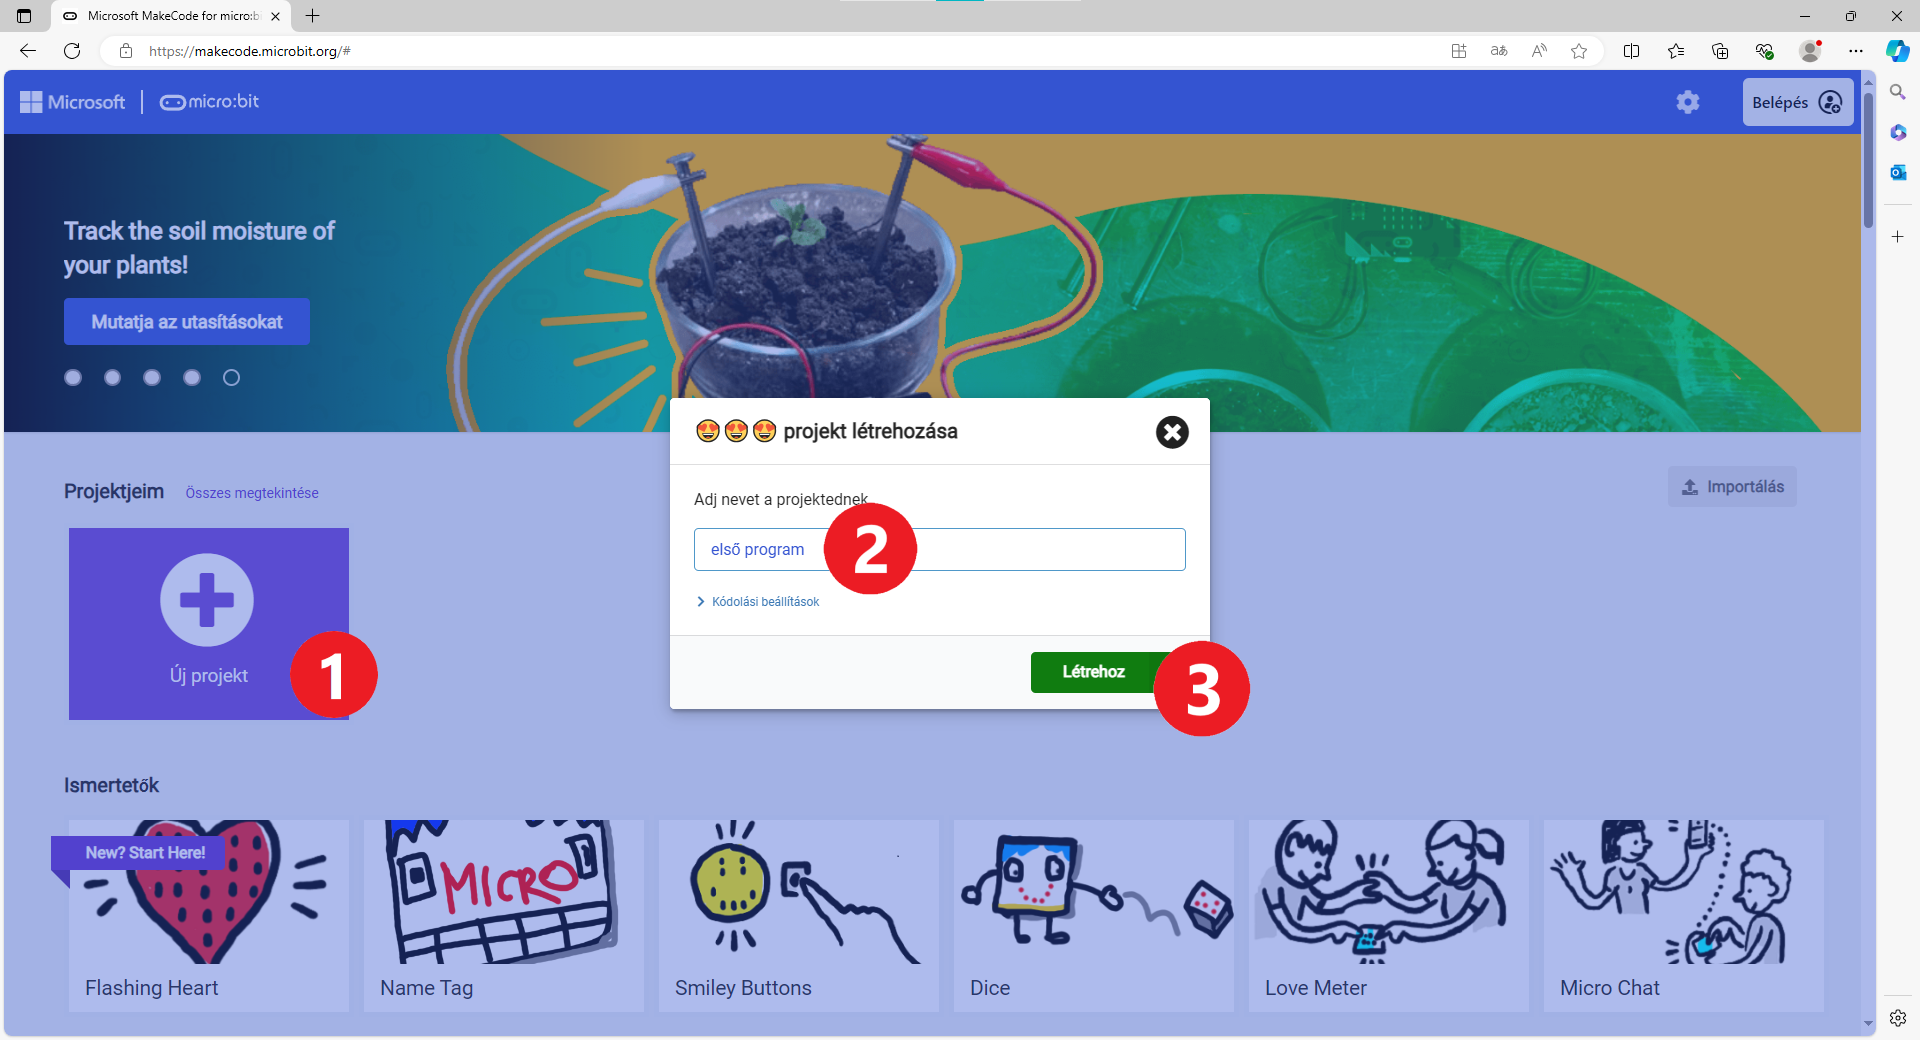 Microsoft MakeCode for micro:b
https://makecode.microbit.org/#
Microsoft | micro:bit
Belépés
Track the soil moisture of
your plants!
Mutatja az utasításokat
😍😍😍 projekt létrehozása
Adj nevet a projektednek
első program
2
Kódolási beállítások
Létrehoz
3
Projektjeim
Összes megtekintése
Importálás
Új projekt
1
Ismertetők
New? Start Here!
MICRO
Flashing Heart
Name Tag
Smiley Buttons
Dice
Love Meter
Micro Chat